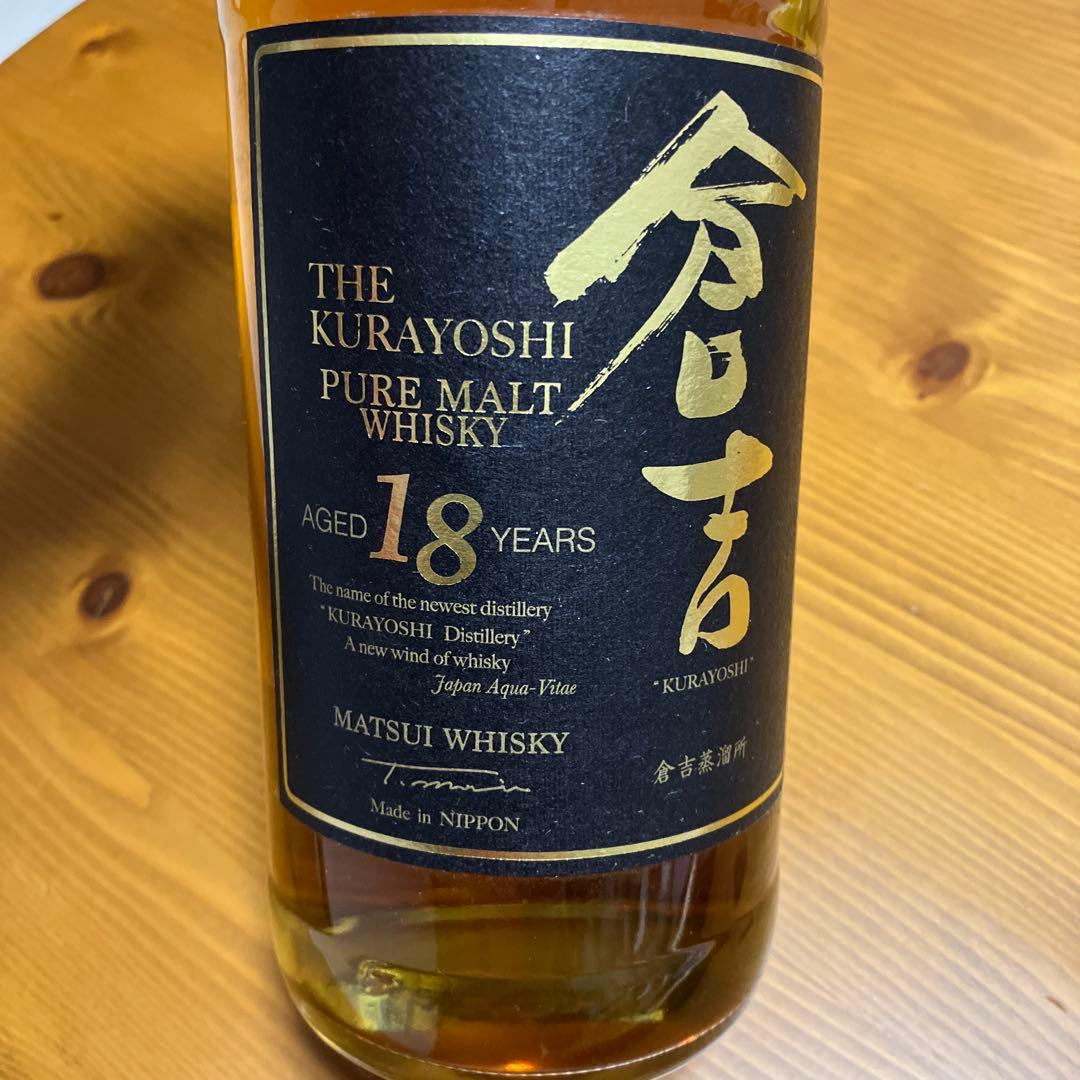 THE
KURAYOSHI
PURE MALT
WHISKY
AGED 18 YEARS
The name of the newest distillery
"KURAYOSHI Distillery"
A new wind of whisky
Japan Aqua-Vitae
MATSUI WHISKY
Made in NIPPON
倉吉
"KURAYOSHI"
倉吉蒸溜所